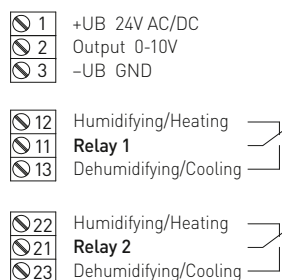 1 +UB 24V AC/DC
2 Output 0-10V
3 –UB GND
12 Humidifying/Heating
11 Relay 1
13 Dehumidifying/Cooling
22 Humidifying/Heating
21 Relay 2
23 Dehumidifying/Cooling